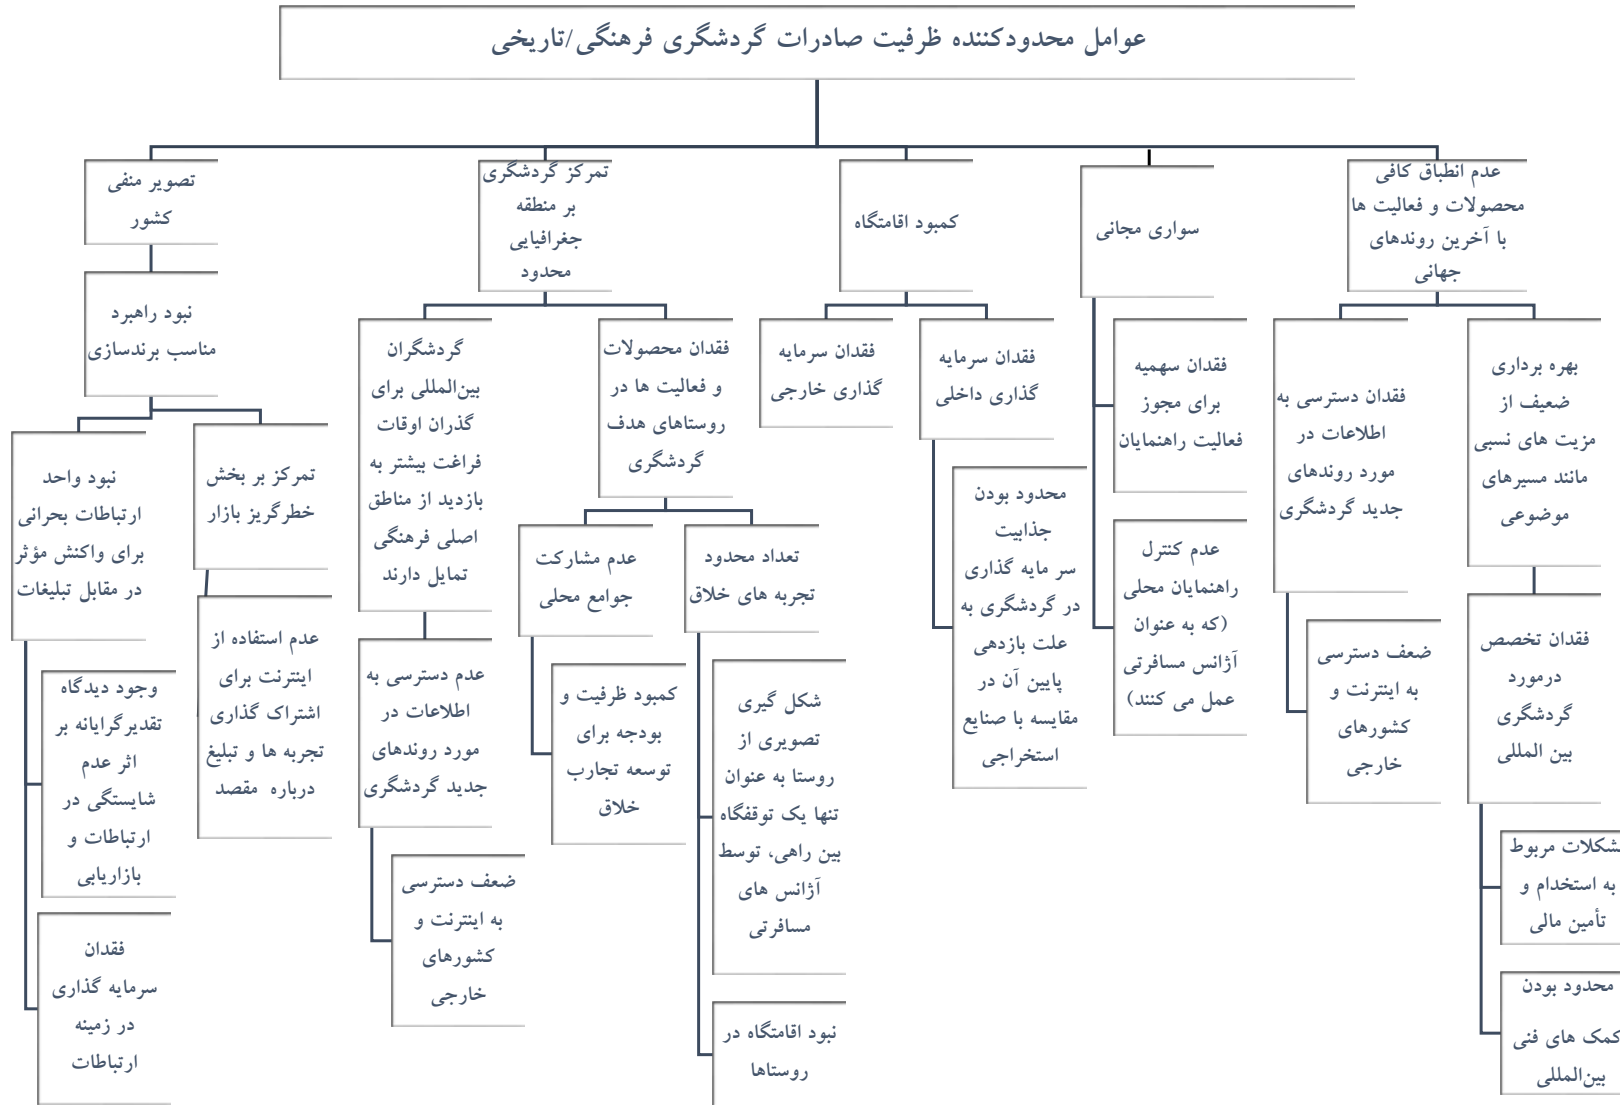 عوامل محدودکننده ظرفیت صادرات گردشگری فرهنگی/تاریخی
عدم انطباق کافی
محصولات و فعالیت ها
با آخرین روندهای
جهانی
بهره برداری
ضعیف از
مزیت های نسبی
مانند مسیرهای
موضوعی
فقدان تخصص
درمورد
گردشگری
بین المللی
مشکلات مربوط
به استخدام و
تأمین مالی
محدود بودن
کمک های فنی
بین‌المللی
فقدان دسترسی به
اطلاعات در
مورد روندهای
جدید گردشگری
ضعف دسترسی
به اینترنت و
کشورهای
خارجی
سواری مجانی
فقدان سهمیه
برای مجوز
فعالیت راهنمایان
عدم کنترل
راهنمایان محلی
(که به عنوان
آژانس مسافرتی
عمل می کنند)
کمبود اقامتگاه
فقدان سرمایه
گذاری داخلی
محدود بودن
جذابیت
سر مایه گذاری
در گردشگری به
علت بازدهی
پایین آن در
مقایسه با صنایع
استخراجی
فقدان سرمایه
گذاری خارجی
تمرکز گردشگری
بر منطقه
جغرافیایی
محدود
فقدان محصولات
و فعالیت ها در
روستاهای هدف
گردشگری
تعداد محدود
تجربه های خلاق
شکل گیری
تصویری از
روستا به عنوان
تنها یک توقفگاه
بین راهی، توسط
آژانس های
مسافرتی
نبود اقامتگاه در
روستاها
عدم مشارکت
جوامع محلی
کمبود ظرفیت و
بودجه برای
توسعه تجارب
خلاق
گردشگران
بین‌المللی برای
گذران اوقات
فراغت بیشتر به
بازدید از مناطق
اصلی فرهنگی
تمایل دارند
عدم دسترسی به
اطلاعات در
مورد روندهای
جدید گردشگری
ضعف دسترسی
به اینترنت و
کشورهای
خارجی
تصویر منفی
کشور
نبود راهبرد
مناسب برندسازی
تمرکز بر بخش
خطرگریز بازار
عدم استفاده از
اینترنت برای
اشتراک گذاری
تجربه ها و تبلیغ
درباره مقصد
نبود واحد
ارتباطات بحرانی
برای واکنش مؤثر
در مقابل تبلیغات
وجود دیدگاه
تقدیرگرایانه بر
اثر عدم
شایستگی در
ارتباطات و
بازاریابی
فقدان
سرمایه گذاری
در زمینه
ارتباطات